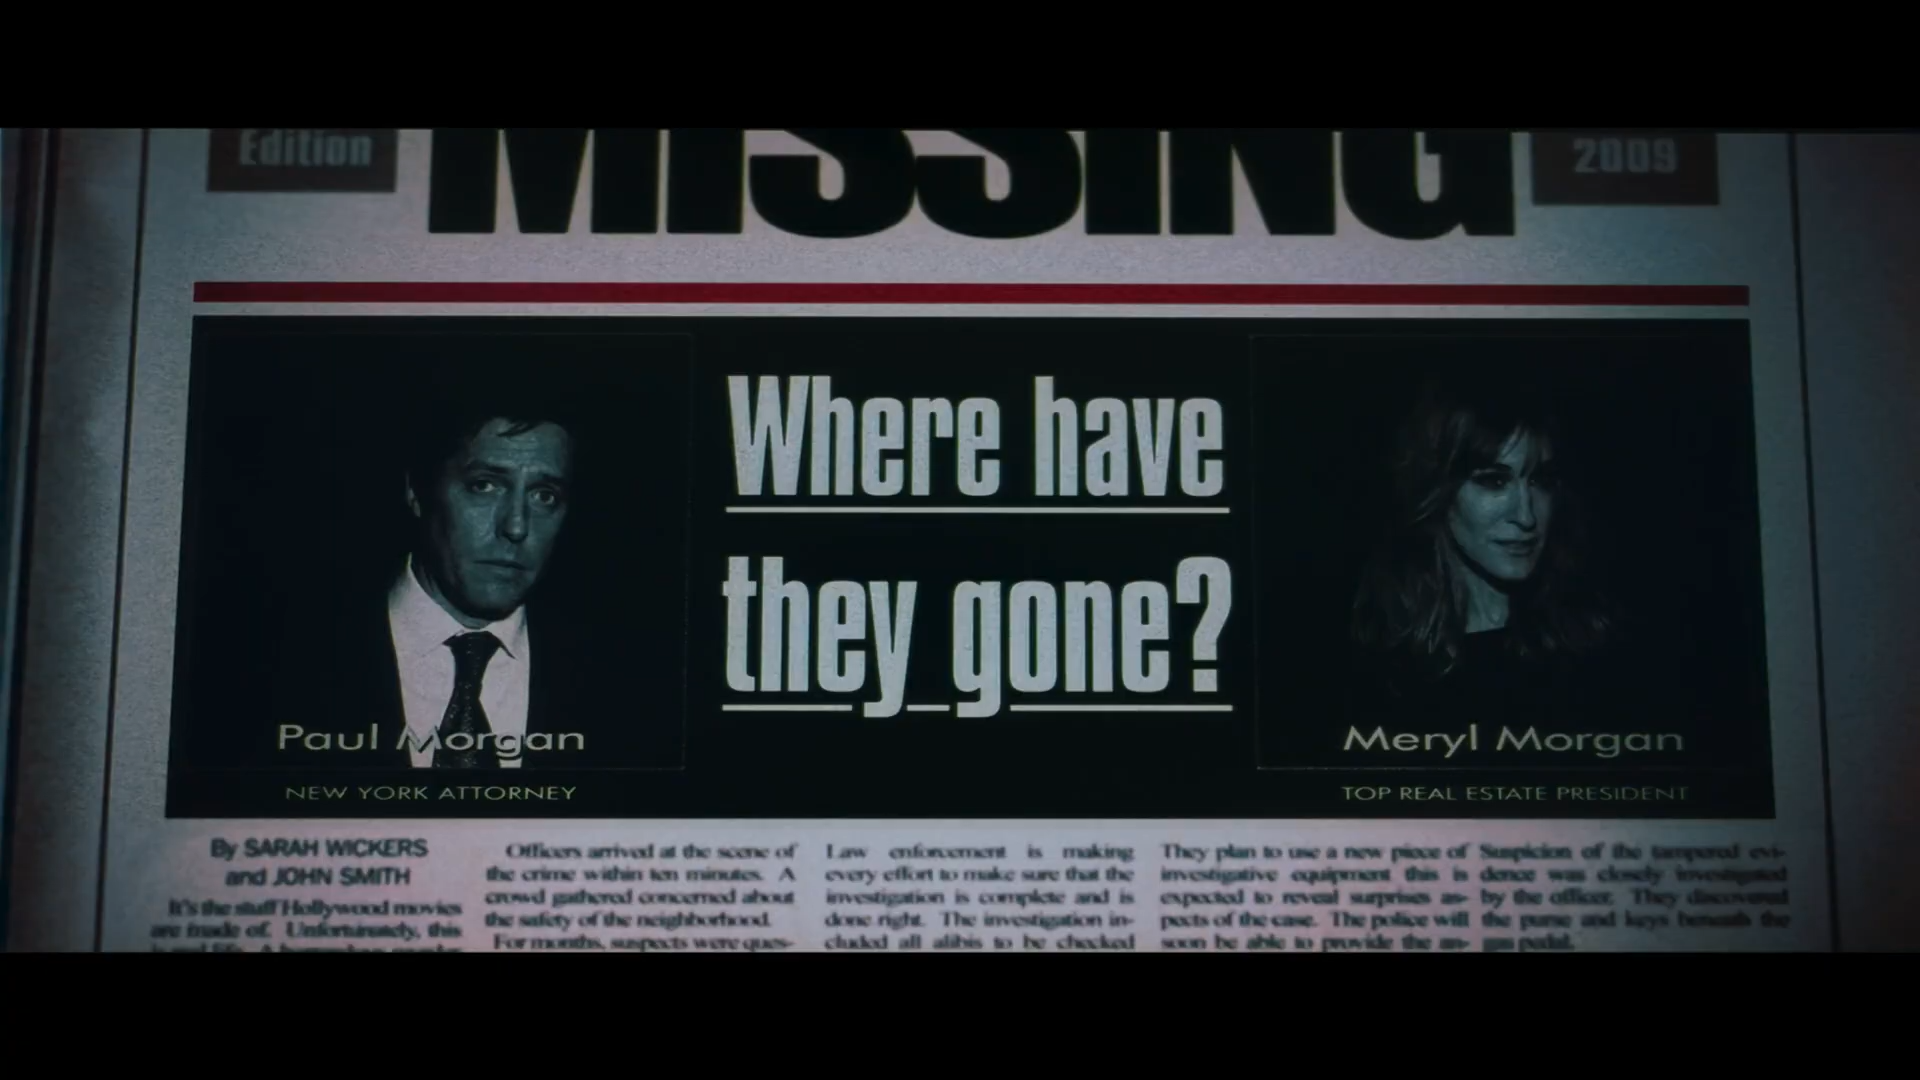 Edition
MISSING
2009
Where have
they gone?
Paul Morgan
NEW YORK ATTORNEY
Meryl Morgan
TOP REAL ESTATE PRESIDENT
By SARAH WICKERS
and JOHN SMITH
It's the stuff Hollywood movies
are made of. Unfortunately, this
Officers arrived at the scene of
the crime within ten minutes. A
crowd gathered concerned about
the safety of the neighborhood.
For months, suspects were ques-
Law enforcement is making
every effort to make sure that the
investigation is complete and is
done right. The investigation in-
cluded all alibis to be checked
They plan to use a new piece of
investigative equipment this is
expected to reveal surprises as-
pects of the case. The police will
soon be able to provide the an-
Suspicion of the tampered evi-
dence was closely investigated
by the officer. They discovered
the purse and keys beneath the
gas pedal.